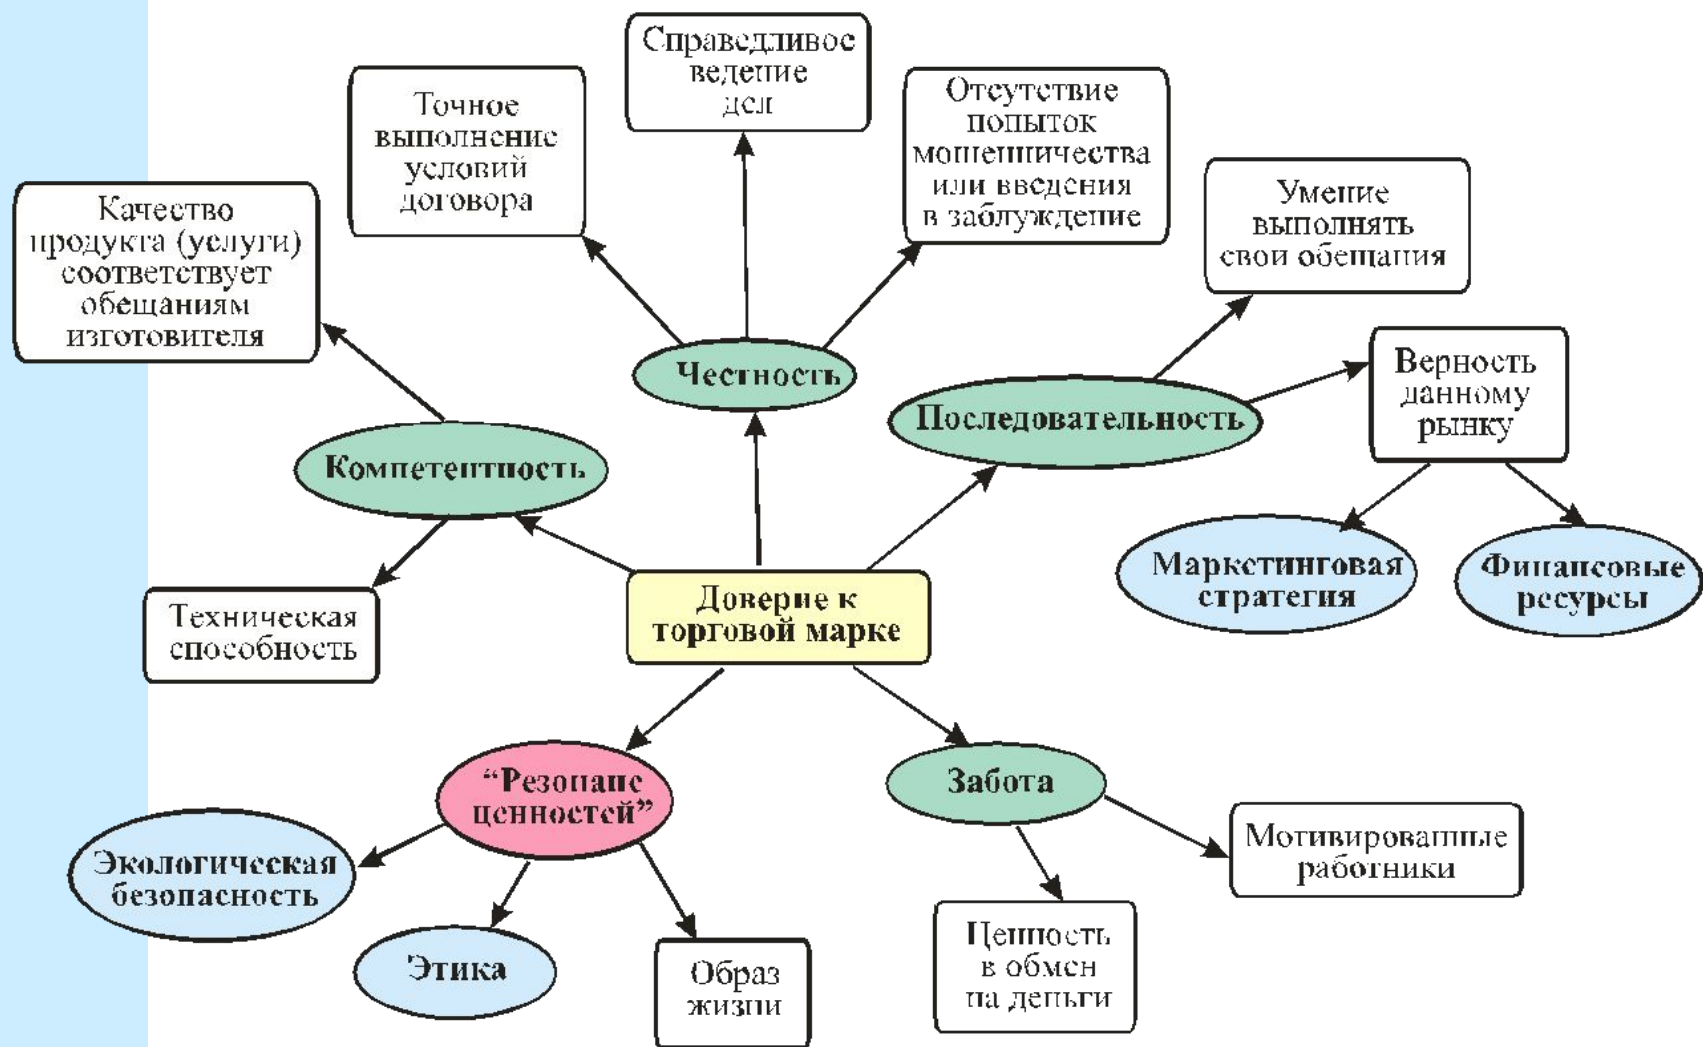 Справедливое
ведение
дел
Точное
выполнение
условий
договора
Отсутствие
попыток
мошенничества
или введения
в заблуждение
Умение
выполнять
свои обещания
Качество
продукта (услуги)
соответствует
обещаниям
изготовителя
Честность
Верность
данному
рынку
Последовательность
Компетентность
Маркетинговая
стратегия
Финансовые
ресурсы
Техническая
способность
Доверие к
торговой марке
“Резонанс
ценностей”
Забота
Экологическая
безопасность
Мотивированные
работники
Этика
Образ
жизни
Ценность
в обмен
на деньги